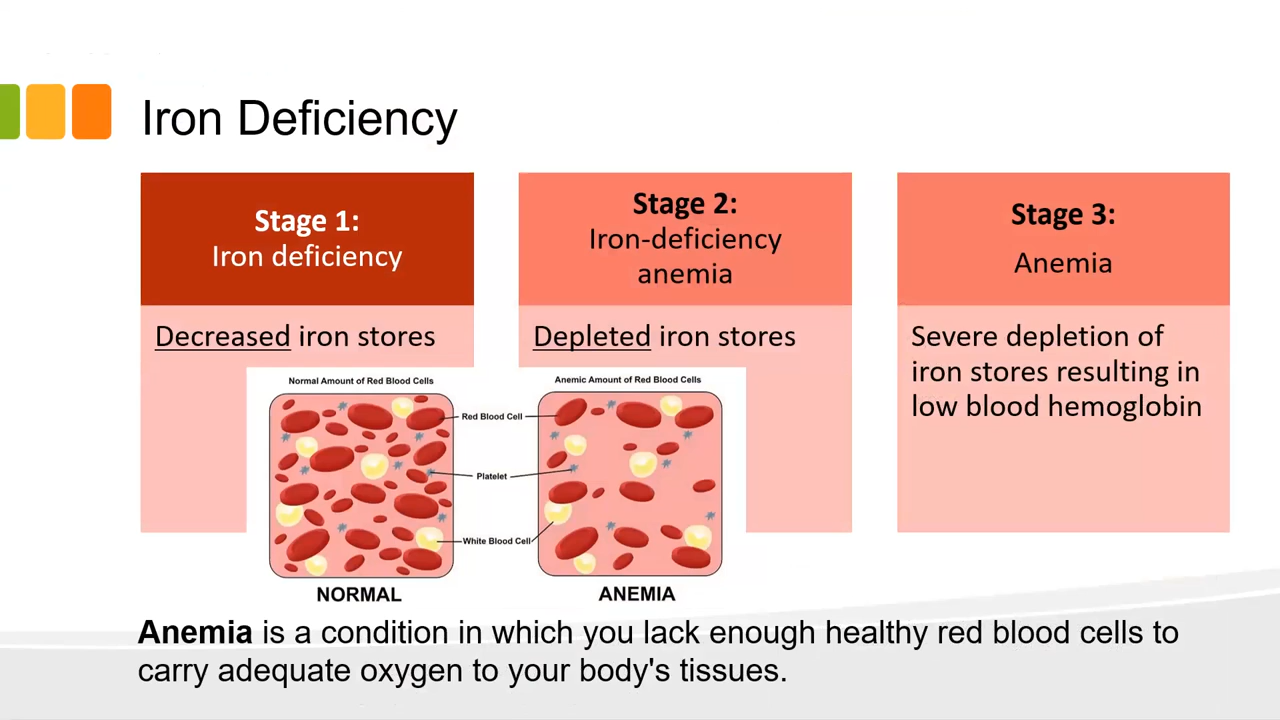 Iron Deficiency
Stage 1:
Iron deficiency
Decreased iron stores
Stage 2:
Iron-deficiency
anemia
Depleted iron stores
Stage 3:
Anemia
Severe depletion of
iron stores resulting in
low blood hemoglobin
Normal Amount of Red Blood Cells
Anemic Amount of Red Blood Cells
Red Blood Cell
Platelet
White Blood Cell
NORMAL
ANEMIA
Anemia is a condition in which you lack enough healthy red blood cells to
carry adequate oxygen to your body's tissues.